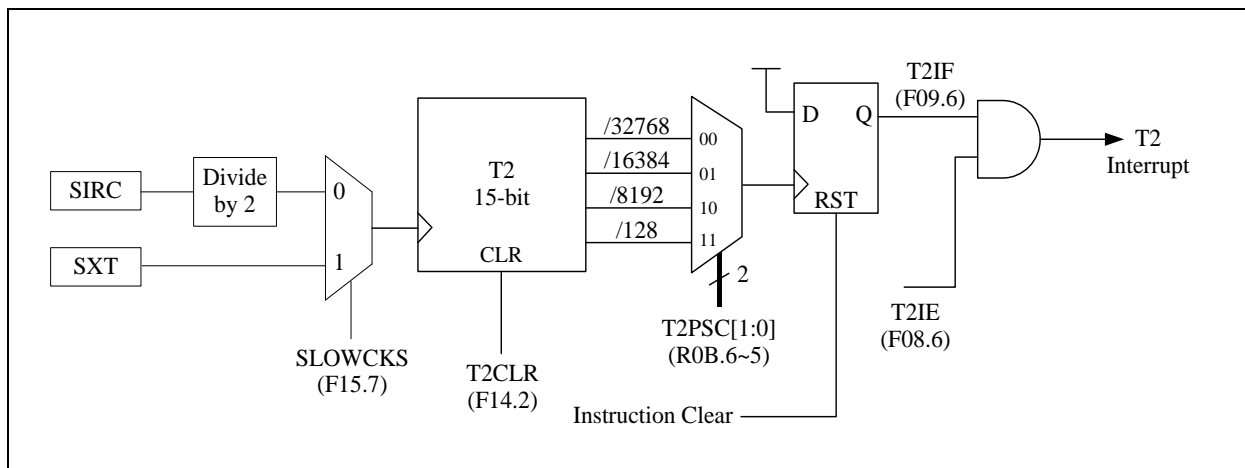 SIRC
Divide
by 2
SXT
0
1
SLOWCKS
(F15.7)
T2
15-bit
CLR
T2CLR
(F14.2)
/32768
/16384
/8192
/128
00
01
10
11
2
T2PSC[1:0]
(R0B.6~5)
D
Q
RST
Instruction Clear
T2IF
(F09.6)
T2IE
(F08.6)
T2
Interrupt